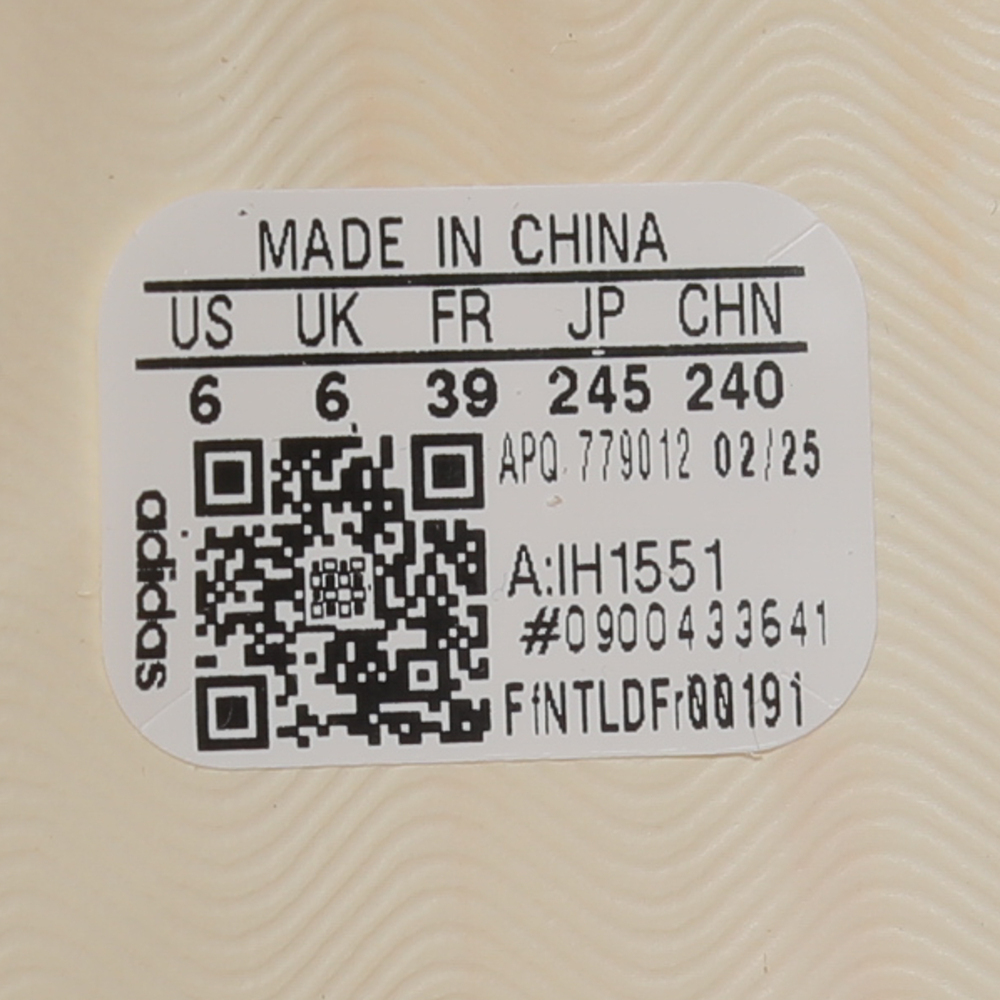 MADE IN CHINA
US UK FR JP CHN
6 6 39 245 240
APQ 779012 02/25
adidas
A:IH1551
#0900433641